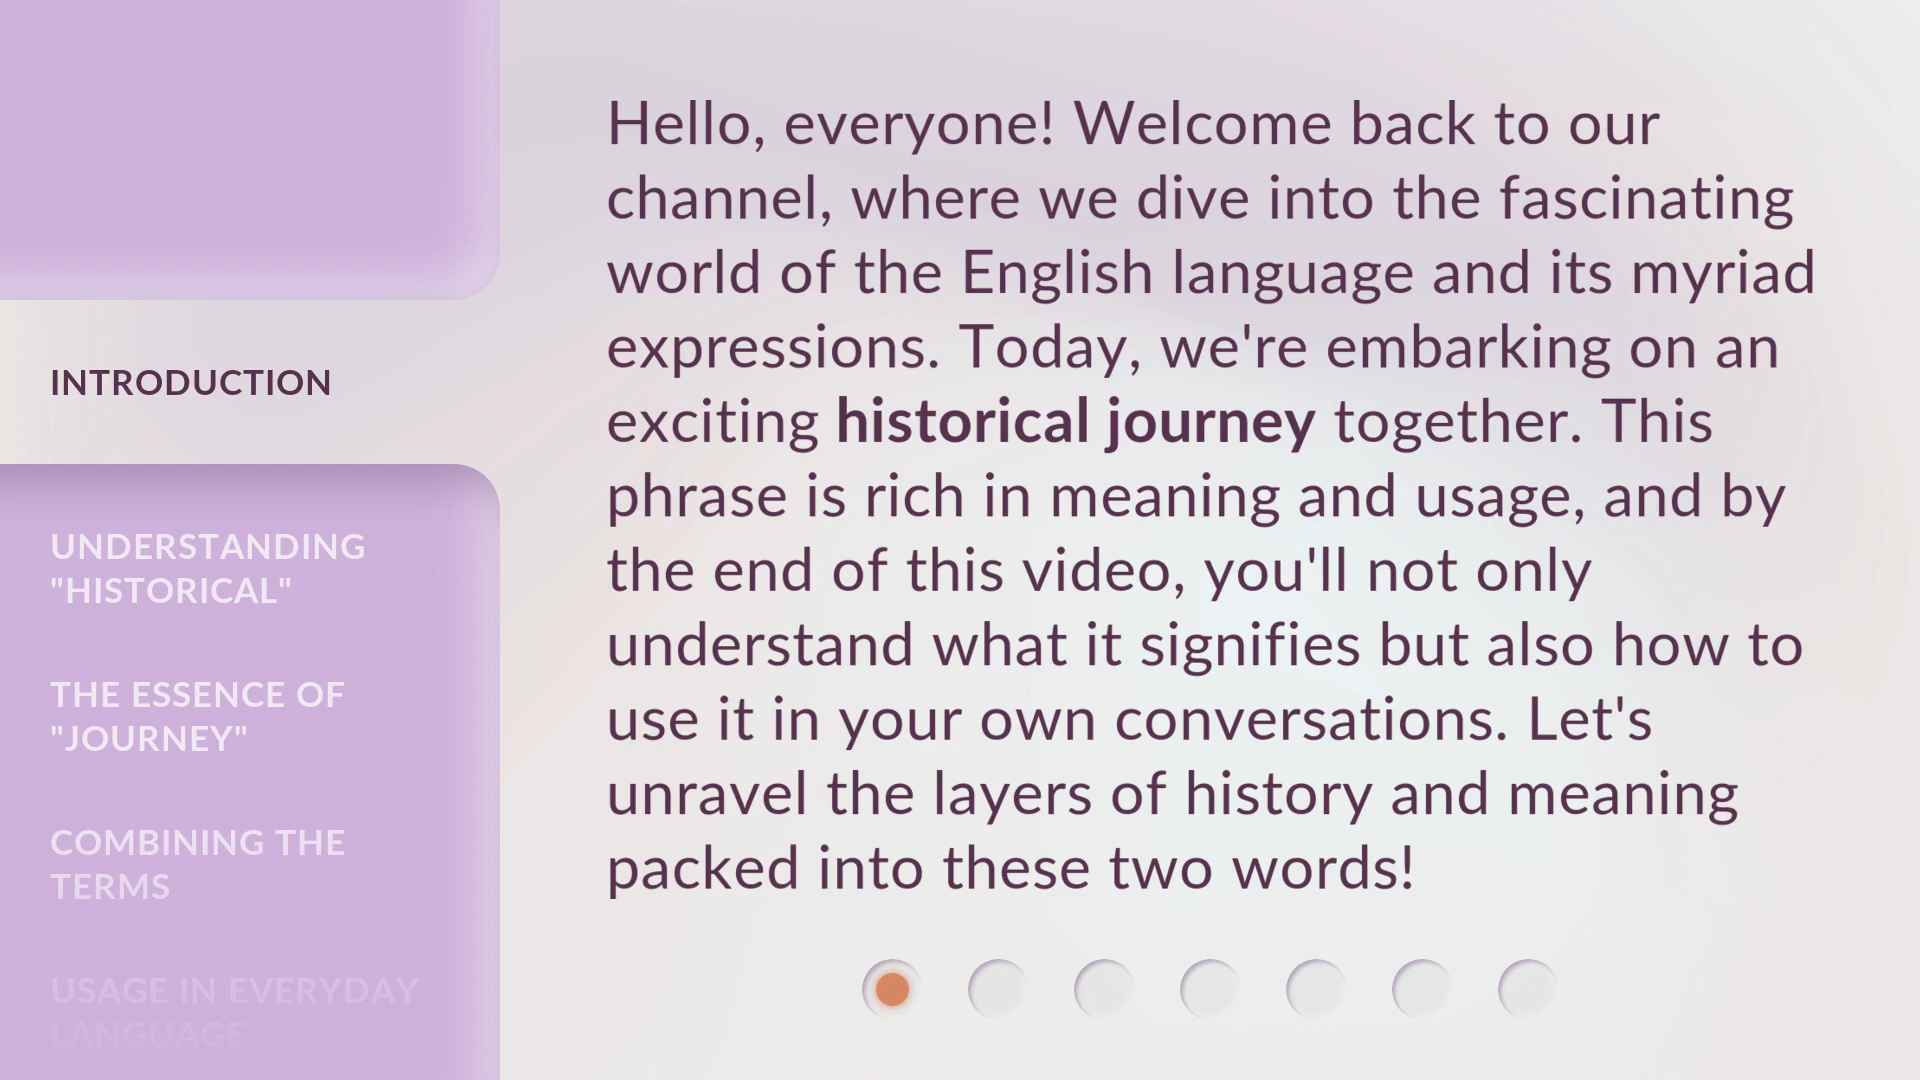 INTRODUCTION
UNDERSTANDING
"HISTORICAL"
THE ESSENCE OF
"JOURNEY"
COMBINING THE
TERMS
USAGE IN EVERYDAY
LANGUAGE
Hello, everyone! Welcome back to our
channel, where we dive into the fascinating
world of the English language and its myriad
expressions. Today, we're embarking on an
exciting historical journey together. This
phrase is rich in meaning and usage, and by
the end of this video, you'll not only
understand what it signifies but also how to
use it in your own conversations. Let's
unravel the layers of history and meaning
packed into these two words!